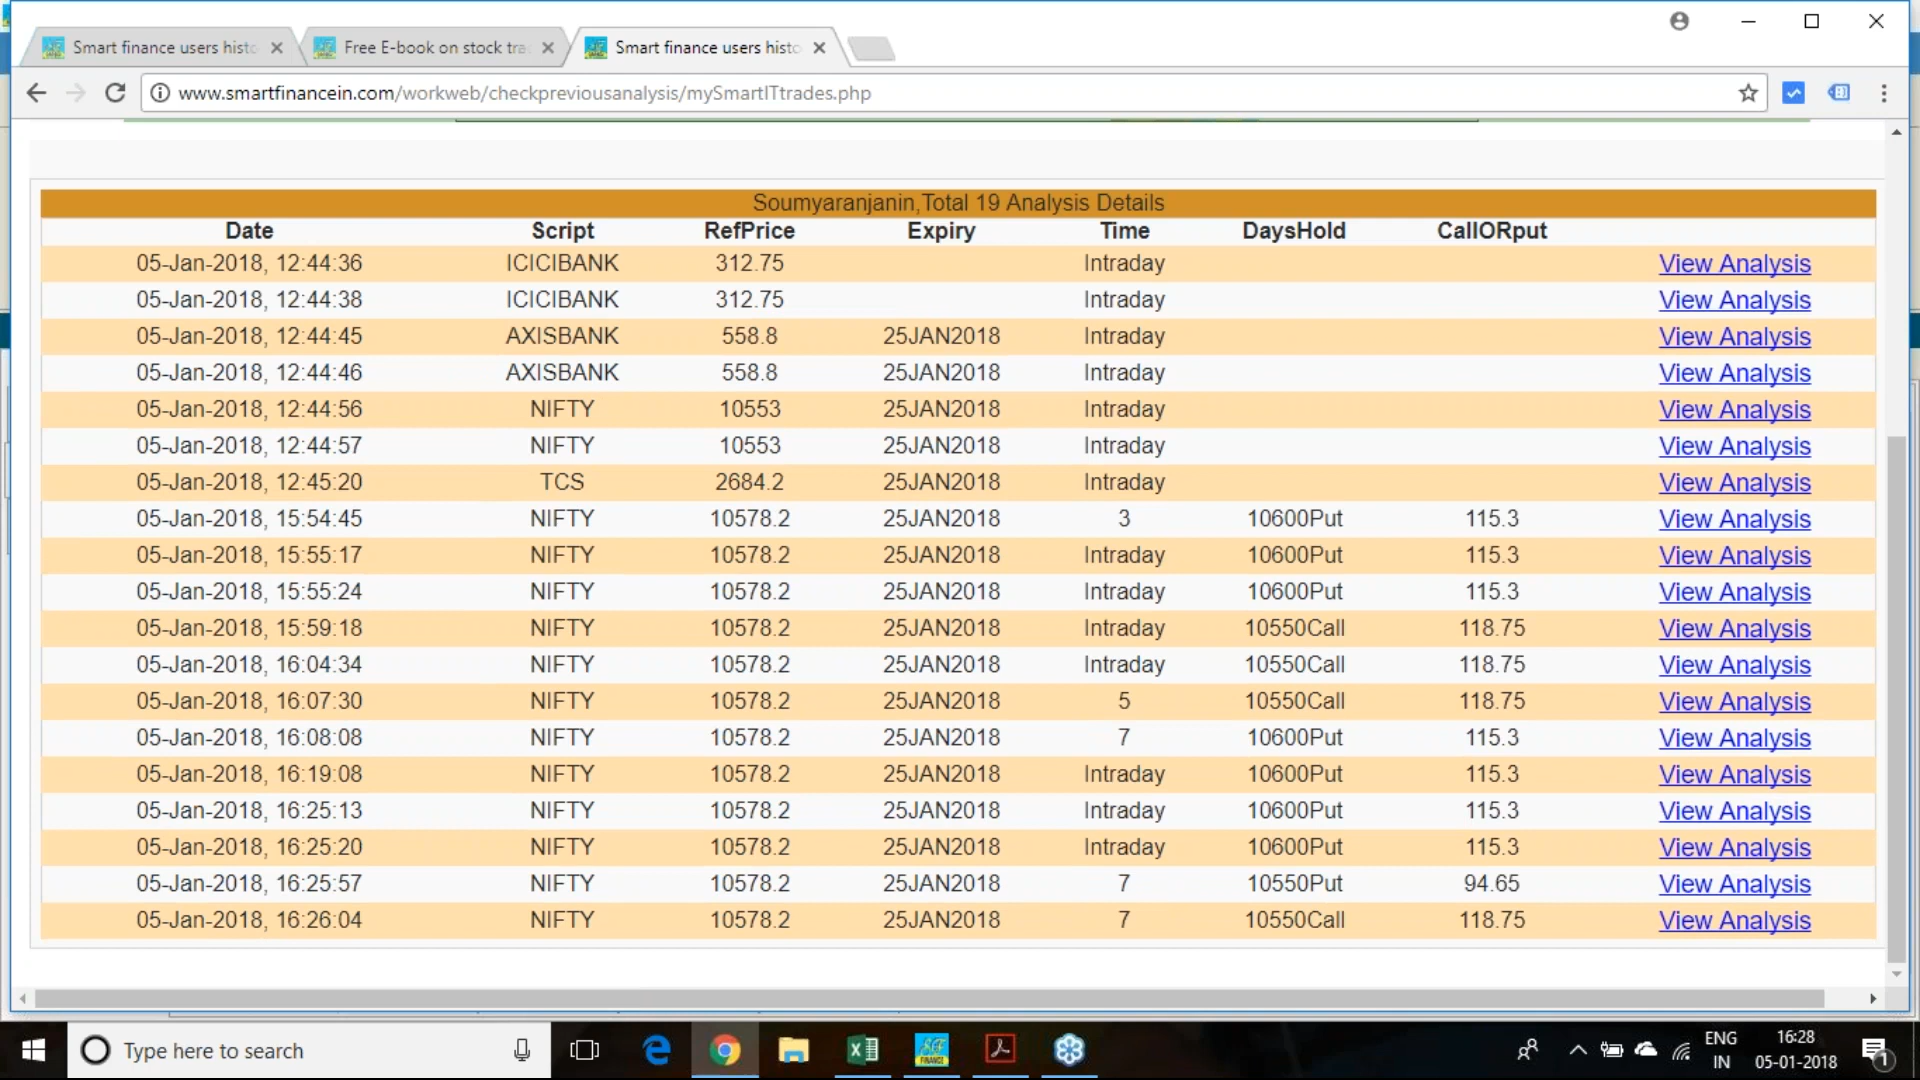 Smart finance users histo
Free E-book on stock tra
Smart finance users histo
www.smartfinancein.com/workweb/checkpreviousanalysis/mySmartITtrades.php
Soumyaranjanin,Total 19 Analysis Details
Date Script RefPrice Expiry Time DaysHold CallORput
05-Jan-2018, 12:44:36 ICICIBANK 312.75 Intraday View Analysis
05-Jan-2018, 12:44:38 ICICIBANK 312.75 Intraday View Analysis
05-Jan-2018, 12:44:45 AXISBANK 558.8 25JAN2018 Intraday View Analysis
05-Jan-2018, 12:44:46 AXISBANK 558.8 25JAN2018 Intraday View Analysis
05-Jan-2018, 12:44:56 NIFTY 10553 25JAN2018 Intraday View Analysis
05-Jan-2018, 12:44:57 NIFTY 10553 25JAN2018 Intraday View Analysis
05-Jan-2018, 12:45:20 TCS 2684.2 25JAN2018 Intraday View Analysis
05-Jan-2018, 15:54:45 NIFTY 10578.2 25JAN2018 3 10600Put 115.3 View Analysis
05-Jan-2018, 15:55:17 NIFTY 10578.2 25JAN2018 Intraday 10600Put 115.3 View Analysis
05-Jan-2018, 15:55:24 NIFTY 10578.2 25JAN2018 Intraday 10600Put 115.3 View Analysis
05-Jan-2018, 15:59:18 NIFTY 10578.2 25JAN2018 Intraday 10550Call 118.75 View Analysis
05-Jan-2018, 16:04:34 NIFTY 10578.2 25JAN2018 Intraday 10550Call 118.75 View Analysis
05-Jan-2018, 16:07:30 NIFTY 10578.2 25JAN2018 5 10550Call 118.75 View Analysis
05-Jan-2018, 16:08:08 NIFTY 10578.2 25JAN2018 7 10600Put 115.3 View Analysis
05-Jan-2018, 16:19:08 NIFTY 10578.2 25JAN2018 Intraday 10600Put 115.3 View Analysis
05-Jan-2018, 16:25:13 NIFTY 10578.2 25JAN2018 Intraday 10600Put 115.3 View Analysis
05-Jan-2018, 16:25:20 NIFTY 10578.2 25JAN2018 Intraday 10600Put 115.3 View Analysis
05-Jan-2018, 16:25:57 NIFTY 10578.2 25JAN2018 7 10550Put 94.65 View Analysis
05-Jan-2018, 16:26:04 NIFTY 10578.2 25JAN2018 7 10550Call 118.75 View Analysis
Type here to search
FINANCE
ENG
IN
16:28
05-01-2018
1